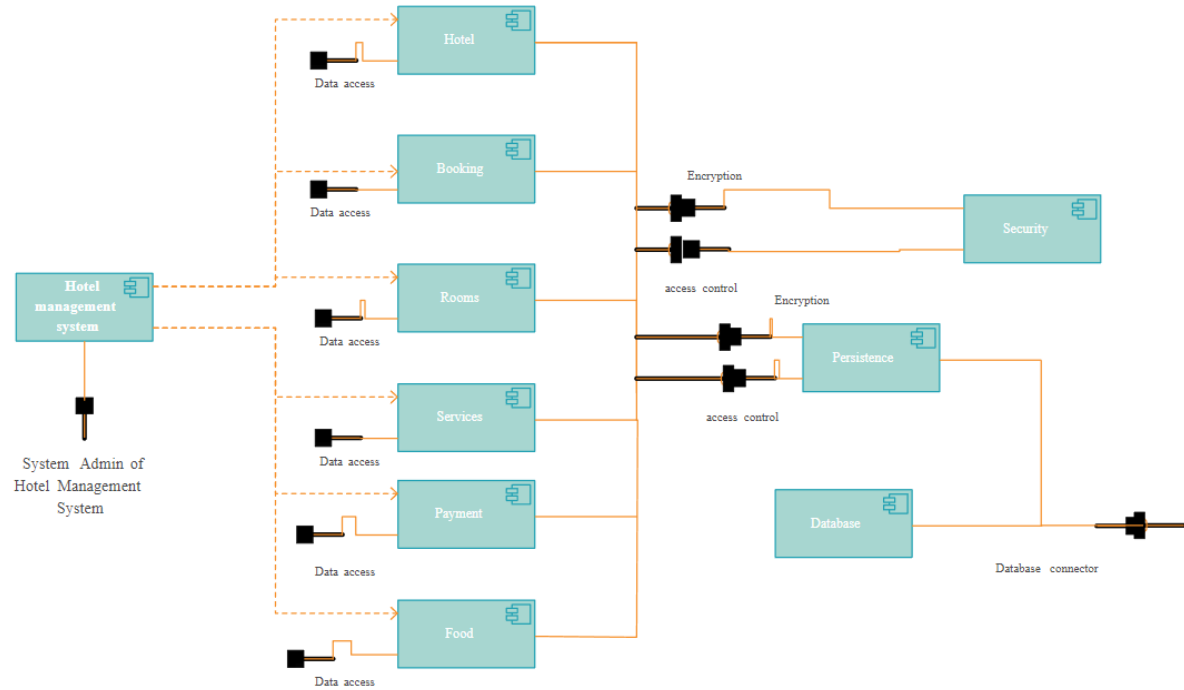 Hotel
Data access
Booking
Data access
Encryption
Security
access control
Hotel
management
system
Rooms
Data access
Encryption
Persistence
access control
Services
Data access
System Admin of
Hotel Management
System
Payment
Data access
Database
Database connector
Food
Data access